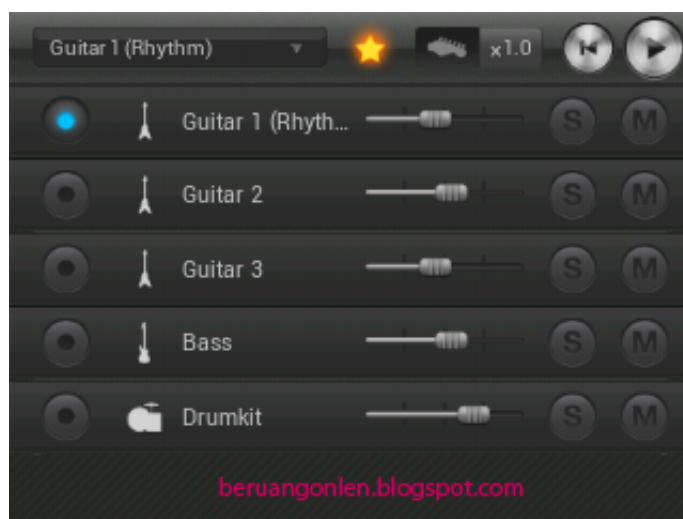 Guitar 1 (Rhythm) x1.0
Guitar 1 (Rhyth... S M
Guitar 2 S M
Guitar 3 S M
Bass S M
Drumkit S M
beruangonlen.blogspot.com